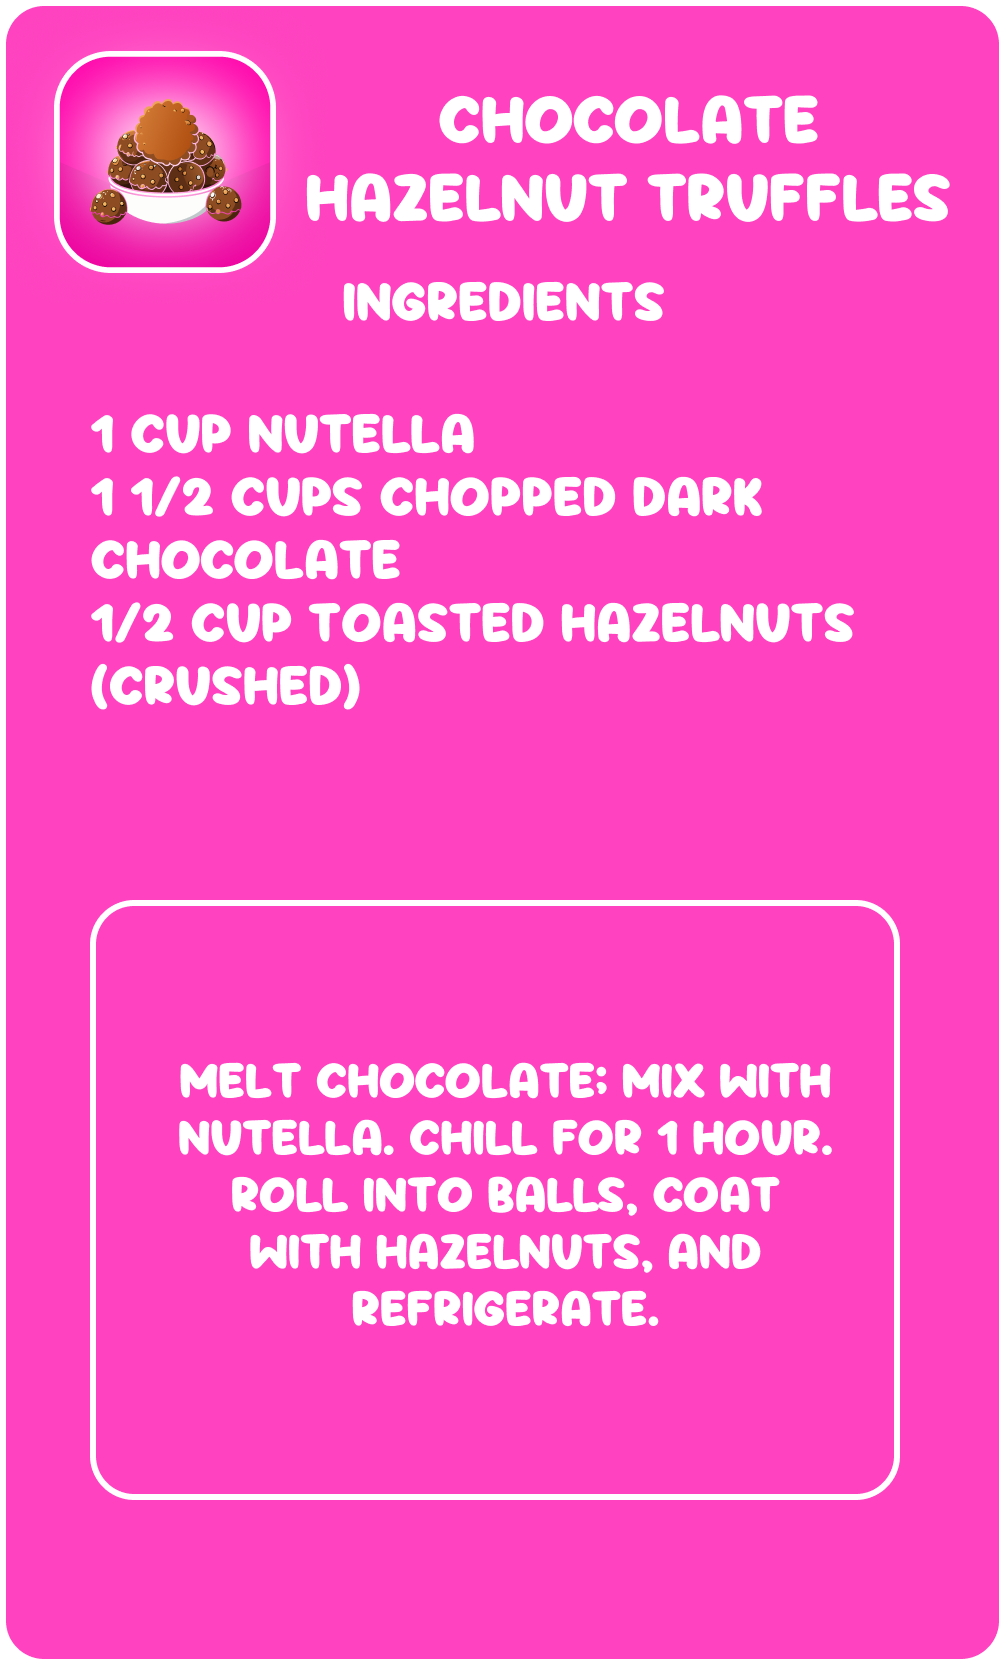 CHOCOLATE
HAZELNUT TRUFFLES
INGREDIENTS
1 CUP NUTELLA
1 1/2 CUPS CHOPPED DARK
CHOCOLATE
1/2 CUP TOASTED HAZELNUTS
(CRUSHED)
MELT CHOCOLATE; MIX WITH
NUTELLA. CHILL FOR 1 HOUR.
ROLL INTO BALLS, COAT
WITH HAZELNUTS, AND
REFRIGERATE.